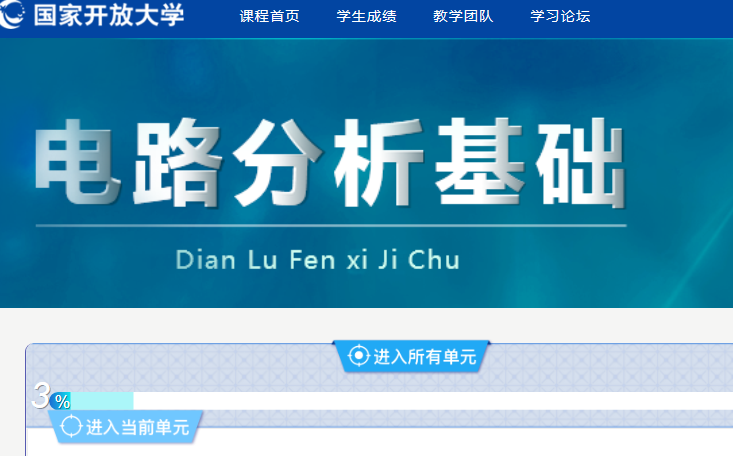 国家开放大学 课程首页 学生成绩 教学团队 学习论坛
电路分析基础
Dian Lu Fen xi Ji Chu
进入所有单元
3%
进入当前单元